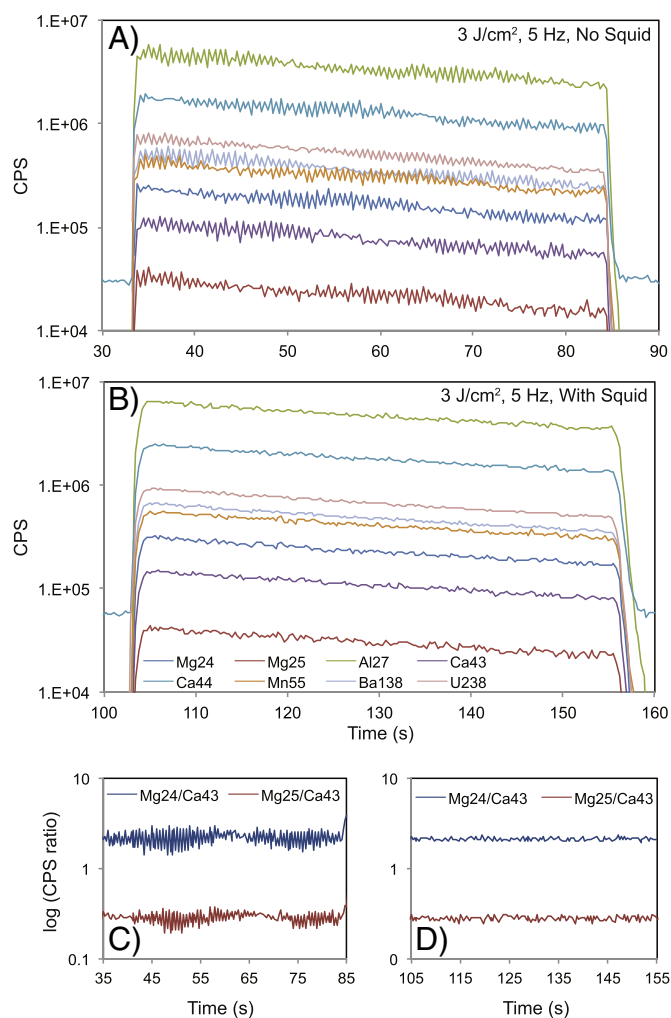 A)
3 J/cm², 5 Hz, No Squid
1.E+07
1.E+06
1.E+05
1.E+04
CPS
30 40 50 60 70 80 90
B)
3 J/cm², 5 Hz, With Squid
1.E+07
1.E+06
1.E+05
1.E+04
CPS
Mg24 Mg25 Al27 Ca43
Ca44 Mn55 Ba138 U238
100 110 120 130 140 150 160
Time (s)
Mg24/Ca43 Mg25/Ca43
10
1
0.1
log (CPS ratio)
C)
35 45 55 65 75 85
Time (s)
Mg24/Ca43 Mg25/Ca43
10
1
0
0
D)
105 115 125 135 145 155
Time (s)